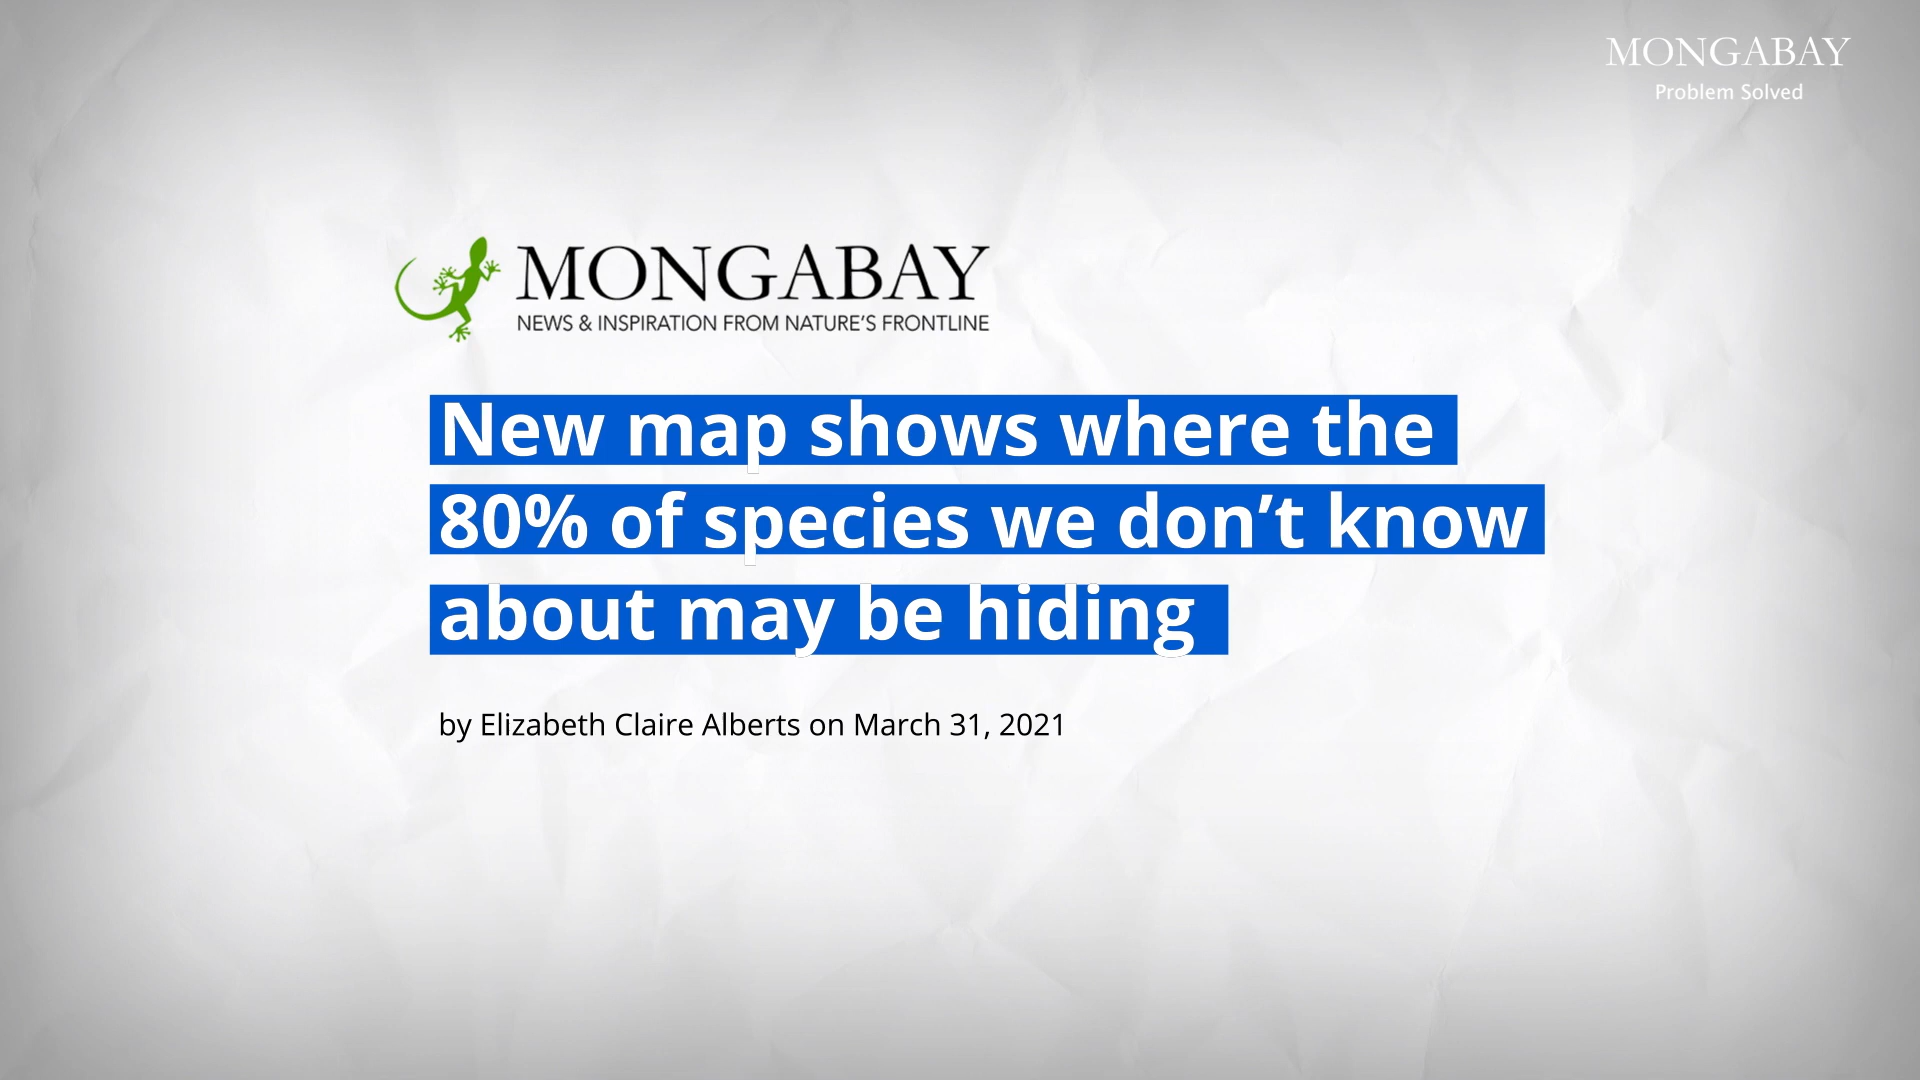 MONGABAY
Problem Solved
MONGABAY
NEWS & INSPIRATION FROM NATURE'S FRONTLINE
New map shows where the
80% of species we don’t know
about may be hiding
by Elizabeth Claire Alberts on March 31, 2021